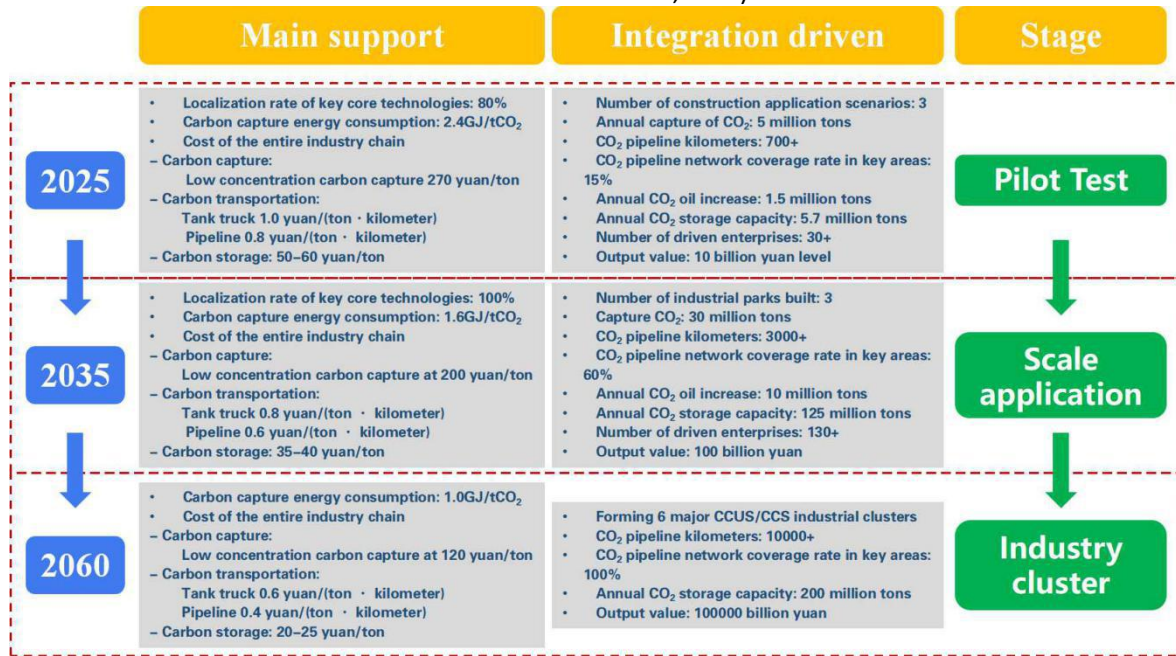 Main support
Integration driven
Stage
2025
• Localization rate of key core technologies: 80%
• Carbon capture energy consumption: 2.4GJ/tCO₂
• Cost of the entire industry chain
– Carbon capture:
Low concentration carbon capture 270 yuan/ton
– Carbon transportation:
Tank truck 1.0 yuan/(ton · kilometer)
Pipeline 0.8 yuan/(ton · kilometer)
– Carbon storage: 50–60 yuan/ton
• Number of construction application scenarios: 3
• Annual capture of CO₂: 5 million tons
• CO₂ pipeline kilometers: 700+
• CO₂ pipeline network coverage rate in key areas:
15%
• Annual CO₂ oil increase: 1.5 million tons
• Annual CO₂ storage capacity: 5.7 million tons
• Number of driven enterprises: 30+
• Output value: 10 billion yuan level
Pilot Test
2035
• Localization rate of key core technologies: 100%
• Carbon capture energy consumption: 1.6GJ/tCO₂
• Cost of the entire industry chain
– Carbon capture:
Low concentration carbon capture at 200 yuan/ton
– Carbon transportation:
Tank truck 0.8 yuan/(ton · kilometer)
Pipeline 0.6 yuan/(ton · kilometer)
– Carbon storage: 35–40 yuan/ton
• Number of industrial parks built: 3
• Capture CO₂: 30 million tons
• CO₂ pipeline kilometers: 3000+
• CO₂ pipeline network coverage rate in key areas:
60%
• Annual CO₂ oil increase: 10 million tons
• Annual CO₂ storage capacity: 125 million tons
• Number of driven enterprises: 130+
• Output value: 100 billion yuan
Scale
application
2060
• Carbon capture energy consumption: 1.0GJ/tCO₂
• Cost of the entire industry chain
– Carbon capture:
Low concentration carbon capture at 120 yuan/ton
– Carbon transportation:
Tank truck 0.6 yuan/(ton · kilometer)
Pipeline 0.4 yuan/(ton · kilometer)
– Carbon storage: 20–25 yuan/ton
• Forming 6 major CCUS/CCS industrial clusters
• CO₂ pipeline kilometers: 10000+
• CO₂ pipeline network coverage rate in key areas:
100%
• Annual CO₂ storage capacity: 200 million tons
• Output value: 100000 billion yuan
Industry
cluster